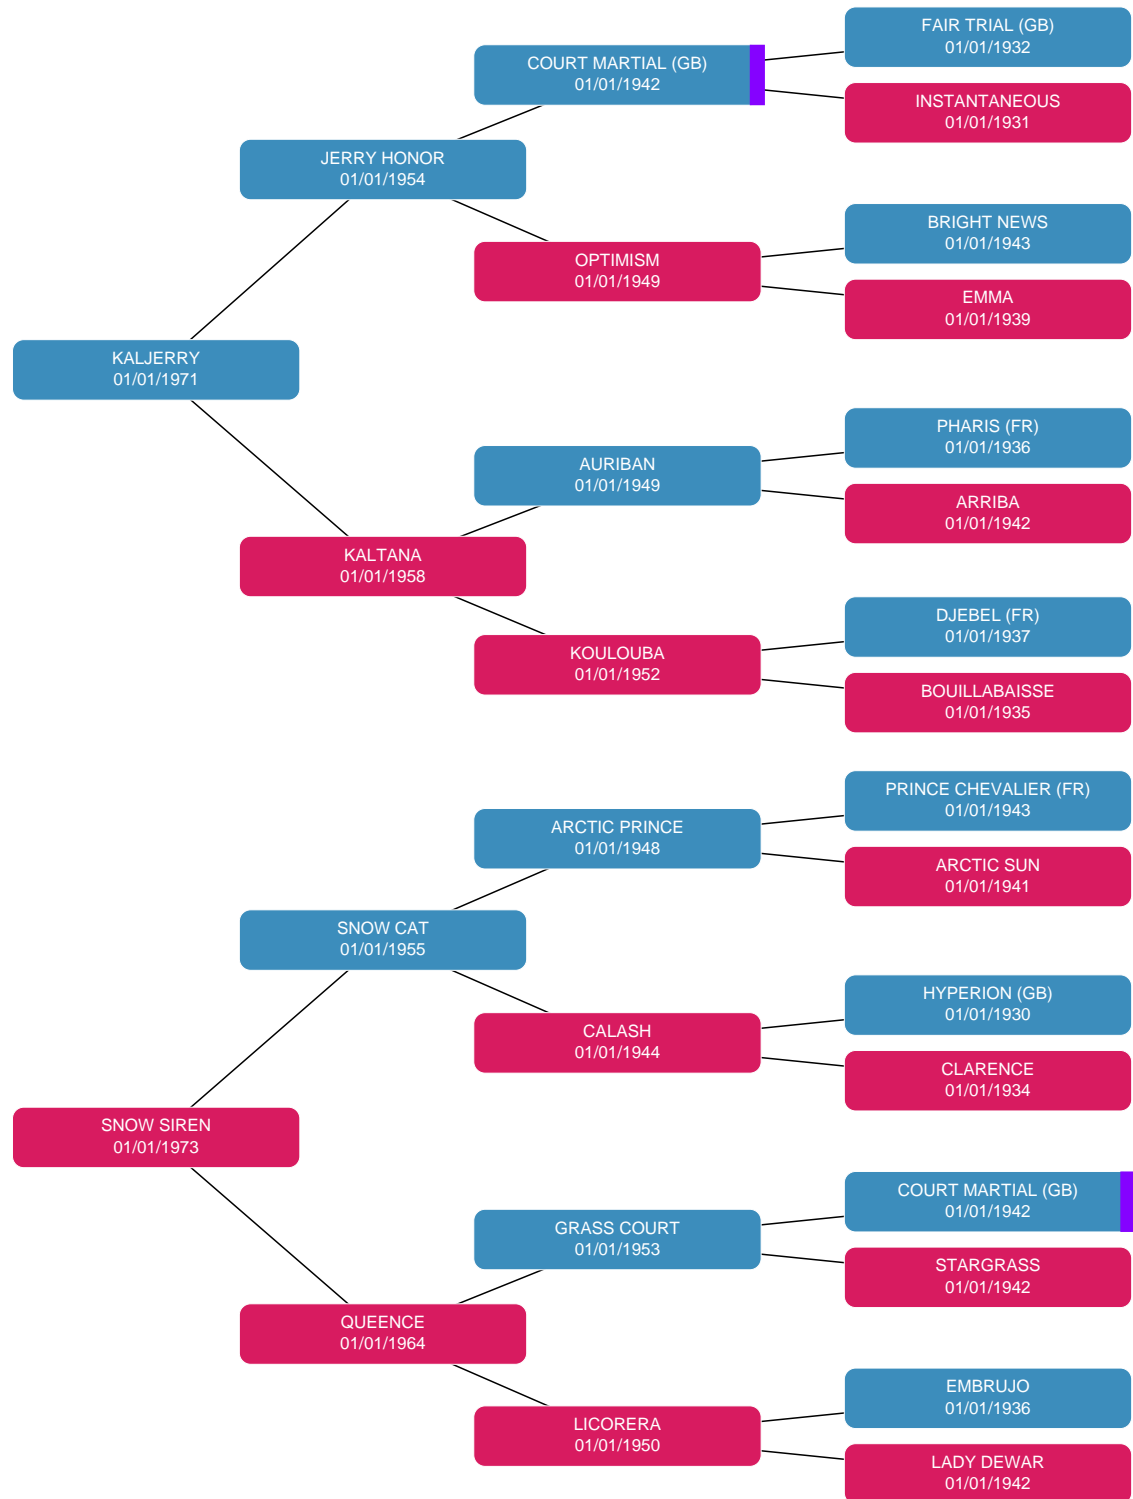 FAIR TRIAL (GB)
01/01/1932
COURT MARTIAL (GB)
01/01/1942
INSTANTANEOUS
01/01/1931
JERRY HONOR
01/01/1954
BRIGHT NEWS
01/01/1943
OPTIMISM
01/01/1949
EMMA
01/01/1939
KALJERRY
01/01/1971
PHARIS (FR)
01/01/1936
AURIBAN
01/01/1949
ARRIBA
01/01/1942
KALTANA
01/01/1958
DJEBEL (FR)
01/01/1937
KOULOUBA
01/01/1952
BOUILLABAISSE
01/01/1935
PRINCE CHEVALIER (FR)
01/01/1943
ARCTIC PRINCE
01/01/1948
ARCTIC SUN
01/01/1941
SNOW CAT
01/01/1955
HYPERION (GB)
01/01/1930
CALASH
01/01/1944
CLARENCE
01/01/1934
SNOW SIREN
01/01/1973
COURT MARTIAL (GB)
01/01/1942
GRASS COURT
01/01/1953
STARGRASS
01/01/1942
QUEENCE
01/01/1964
EMBRUJO
01/01/1936
LICORERA
01/01/1950
LADY DEWAR
01/01/1942